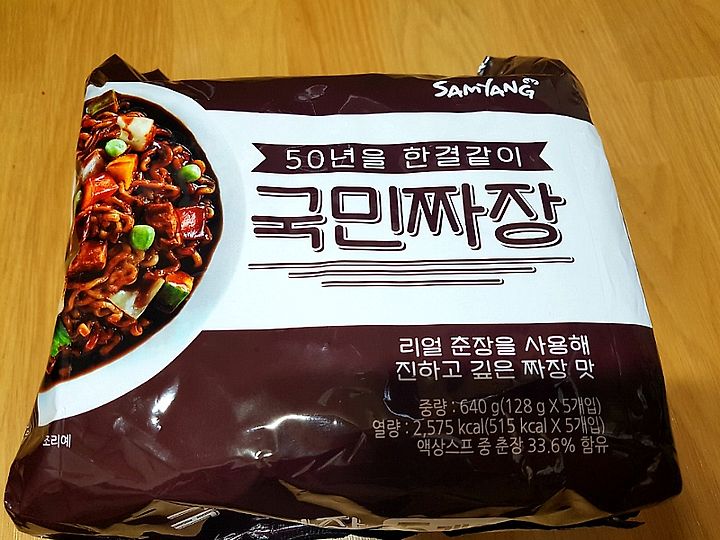 SAMYANG
50년을 한결같이
국민짜장
리얼 춘장을 사용해
진하고 깊은 짜장 맛
중량 : 640 g(128 g X 5개입)
열량 : 2,575 kcal(515 kcal X 5개입)
액상스프 중 춘장 33.6% 함유
조리예